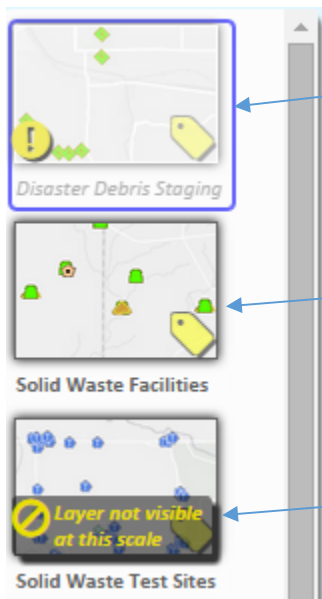 Disaster Debris Staging
Solid Waste Facilities
Layer not visible
at this scale
Solid Waste Test Sites